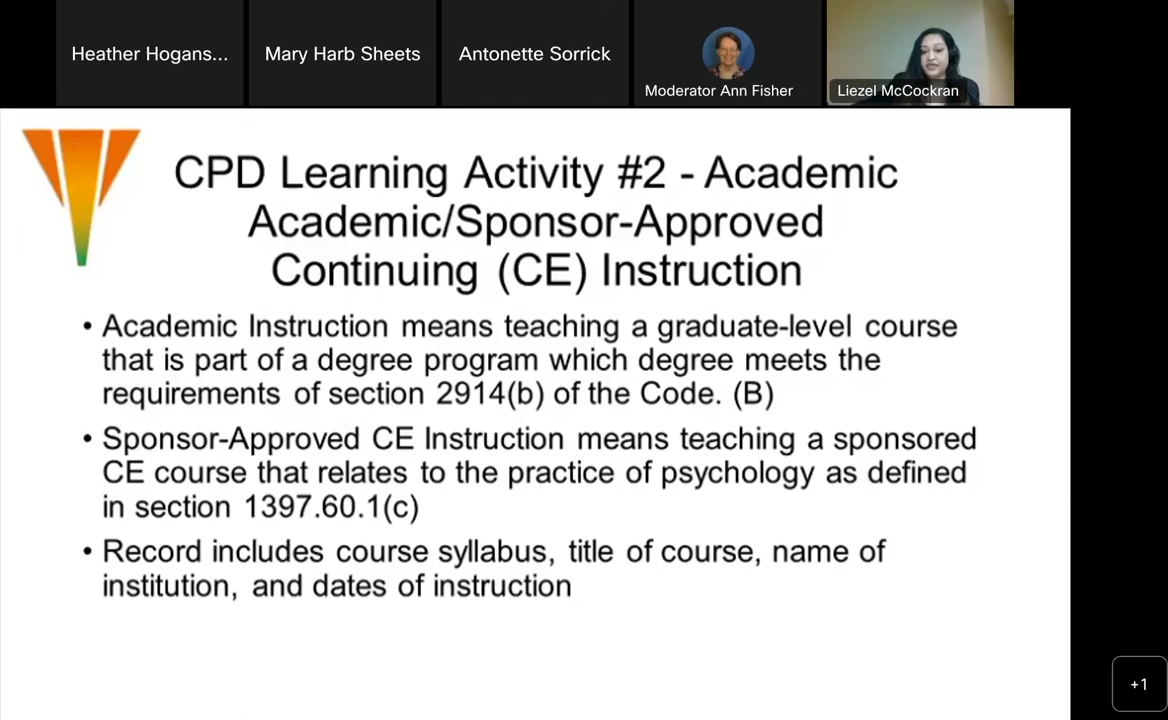 Heather Hogans...
Mary Harb Sheets
Antonette Sorrick
Moderator Ann Fisher
Liezel McCockran
CPD Learning Activity #2 - Academic
Academic/Sponsor-Approved
Continuing (CE) Instruction
• Academic Instruction means teaching a graduate-level course
that is part of a degree program which degree meets the
requirements of section 2914(b) of the Code. (B)
• Sponsor-Approved CE Instruction means teaching a sponsored
CE course that relates to the practice of psychology as defined
in section 1397.60.1(c)
• Record includes course syllabus, title of course, name of
institution, and dates of instruction
+1